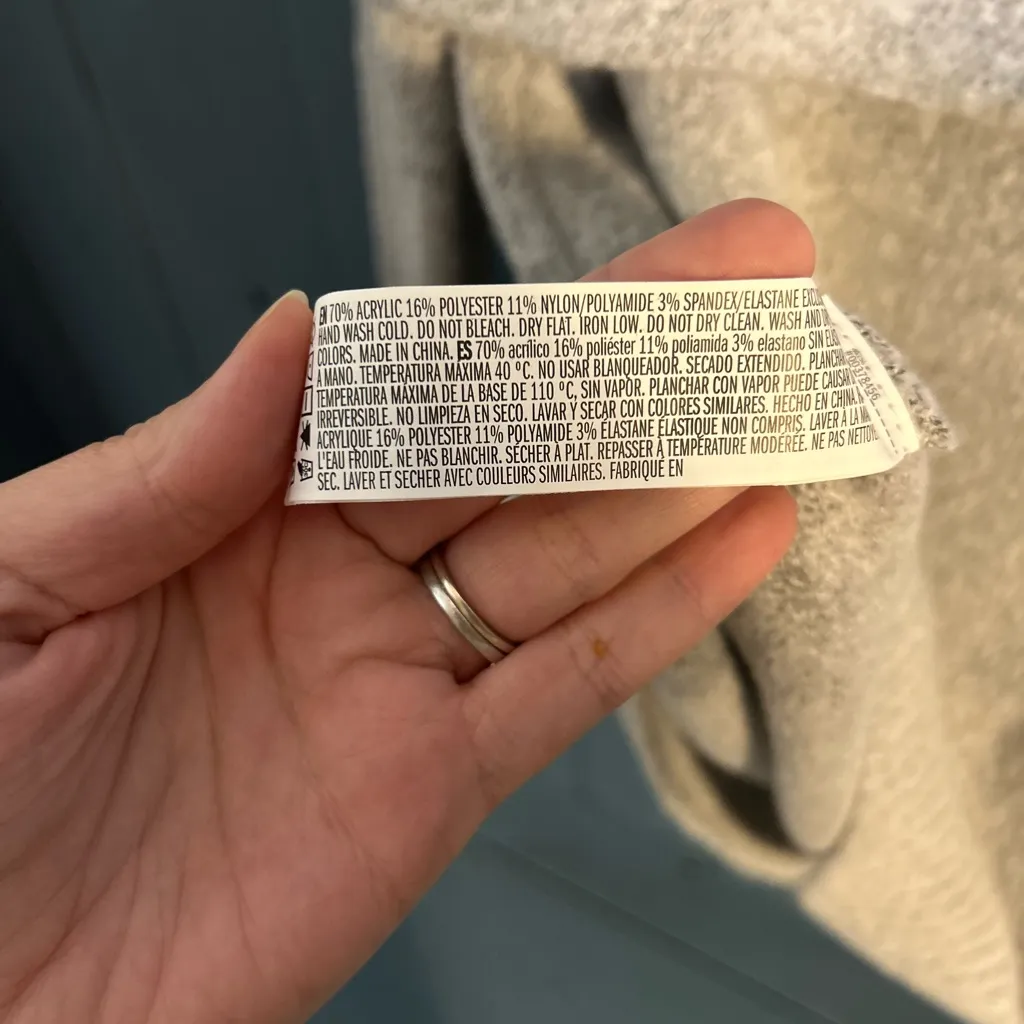 EN 70% ACRYLIC 16% POLYESTER 11% NYLON/POLYAMIDE 3% SPANDEX/ELASTANE
HAND WASH COLD. DO NOT BLEACH. DRY FLAT. IRON LOW. DO NOT DRY CLEAN. WASH AND
COLORS. MADE IN CHINA. ES 70% acrílico 16% poliéster 11% poliamida 3% elastano SIN
A MANO. TEMPERATURA MÁXIMA 40 ºC. NO USAR BLANQUEADOR. SECADO EXTENDIDO.
TEMPERATURA MÁXIMA DE LA BASE DE 110 ºC, SIN VAPOR. PLANCHAR CON VAPOR PUEDE
IRREVERSIBLE. NO LIMPIEZA EN SECO. LAVAR Y SECAR CON COLORES SIMILARES. HECHO EN CHINA.
ACRYLIQUE 16% POLYESTER 11% POLYAMIDE 3% ÉLASTANE ÉLASTIQUE NON COMPRIS. LAVER À LA
L'EAU FROIDE. NE PAS BLANCHIR. SÉCHER À PLAT. REPASSER À TEMPÉRATURE MODÉRÉE. NE PAS
SEC. LAVER ET SÉCHER AVEC COULEURS SIMILAIRES. FABRIQUÉ EN